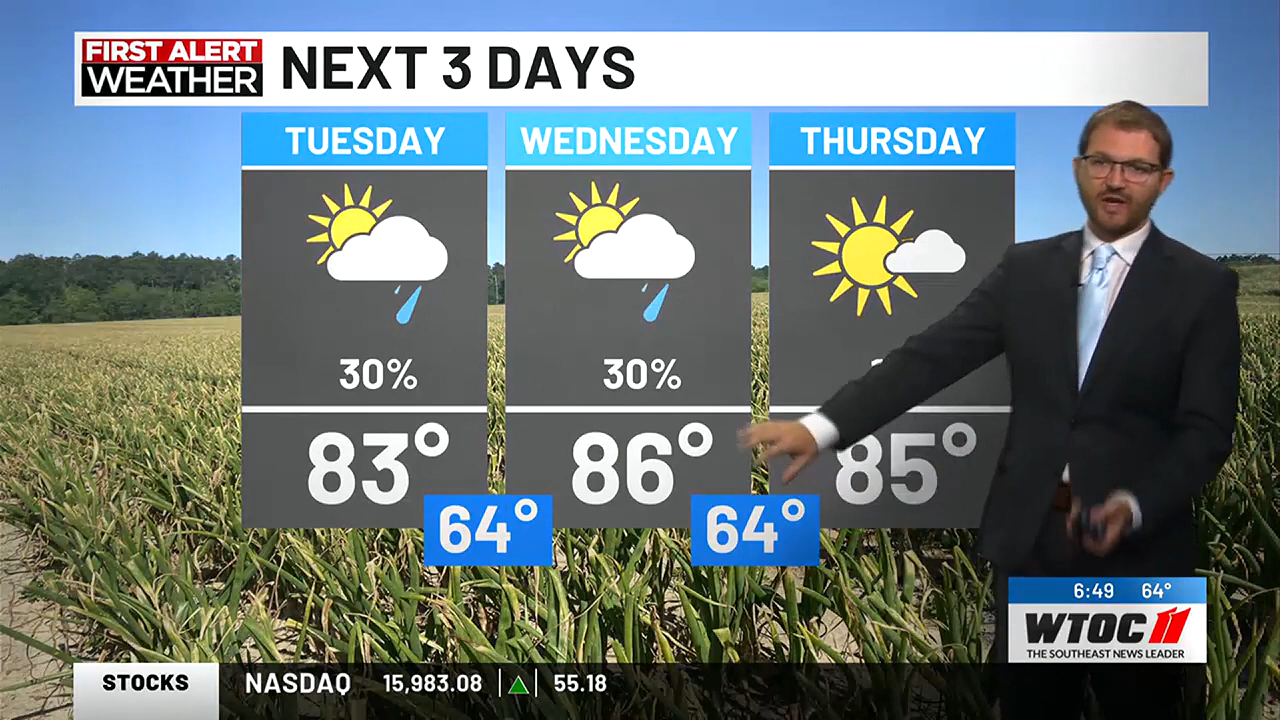 FIRST ALERT
WEATHER
NEXT 3 DAYS
TUESDAY
WEDNESDAY
THURSDAY
30%
30%
83°
86°
85°
64°
64°
6:49 64°
WTOC 11
THE SOUTHEAST NEWS LEADER
STOCKS NASDAQ 15,983.08 55.18